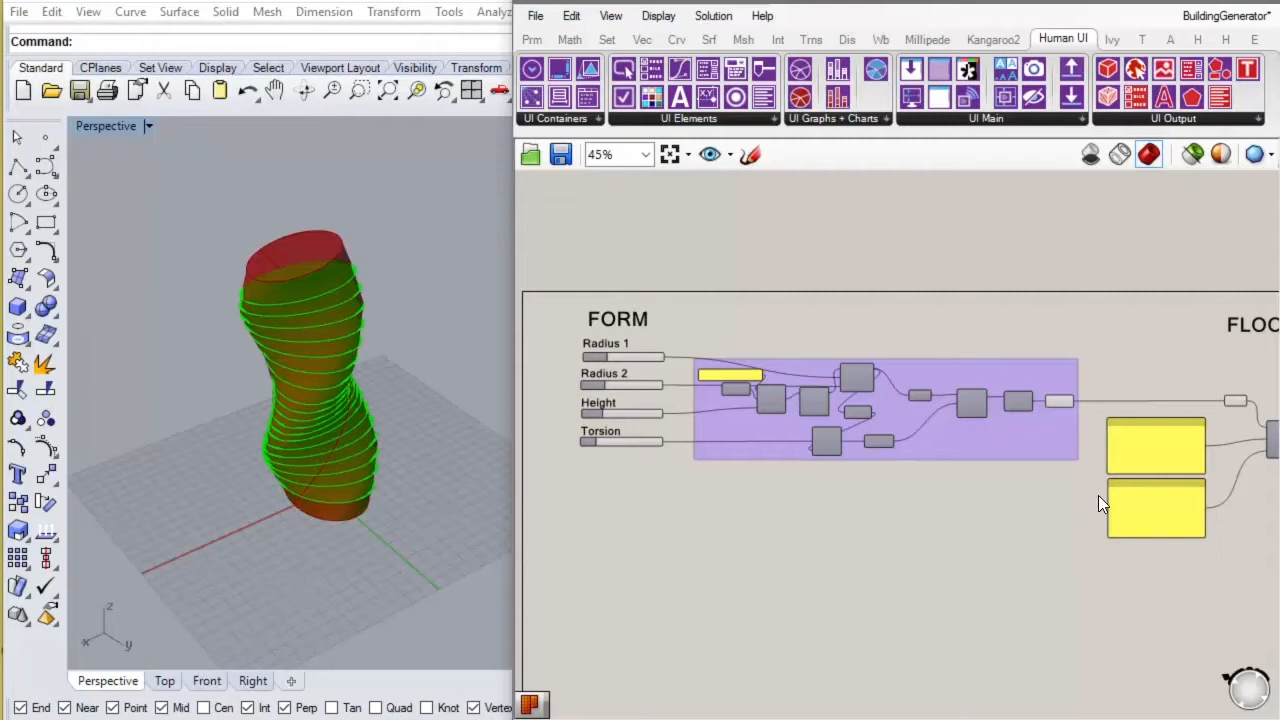 File Edit View Curve Surface Solid Mesh Dimension Transform Tools Analyz
Command:
Standard CPlanes Set View Display Select Viewport Layout Visibility Transform
Perspective
z
x y
Perspective Top Front Right
End Near Point Mid Cen Int Perp Tan Quad Knot Vertex
File Edit View Display Solution Help BuildingGenerator*
Prm Math Set Vec Crv Srf Msh Int Trns Dis Wb Millipede Kangaroo2 Human UI Ivy T A H H E
UI Containers UI Elements UI Graphs + Charts UI Main UI Output
45%
FORM
Radius 1
Radius 2
Height
Torsion
FLOO